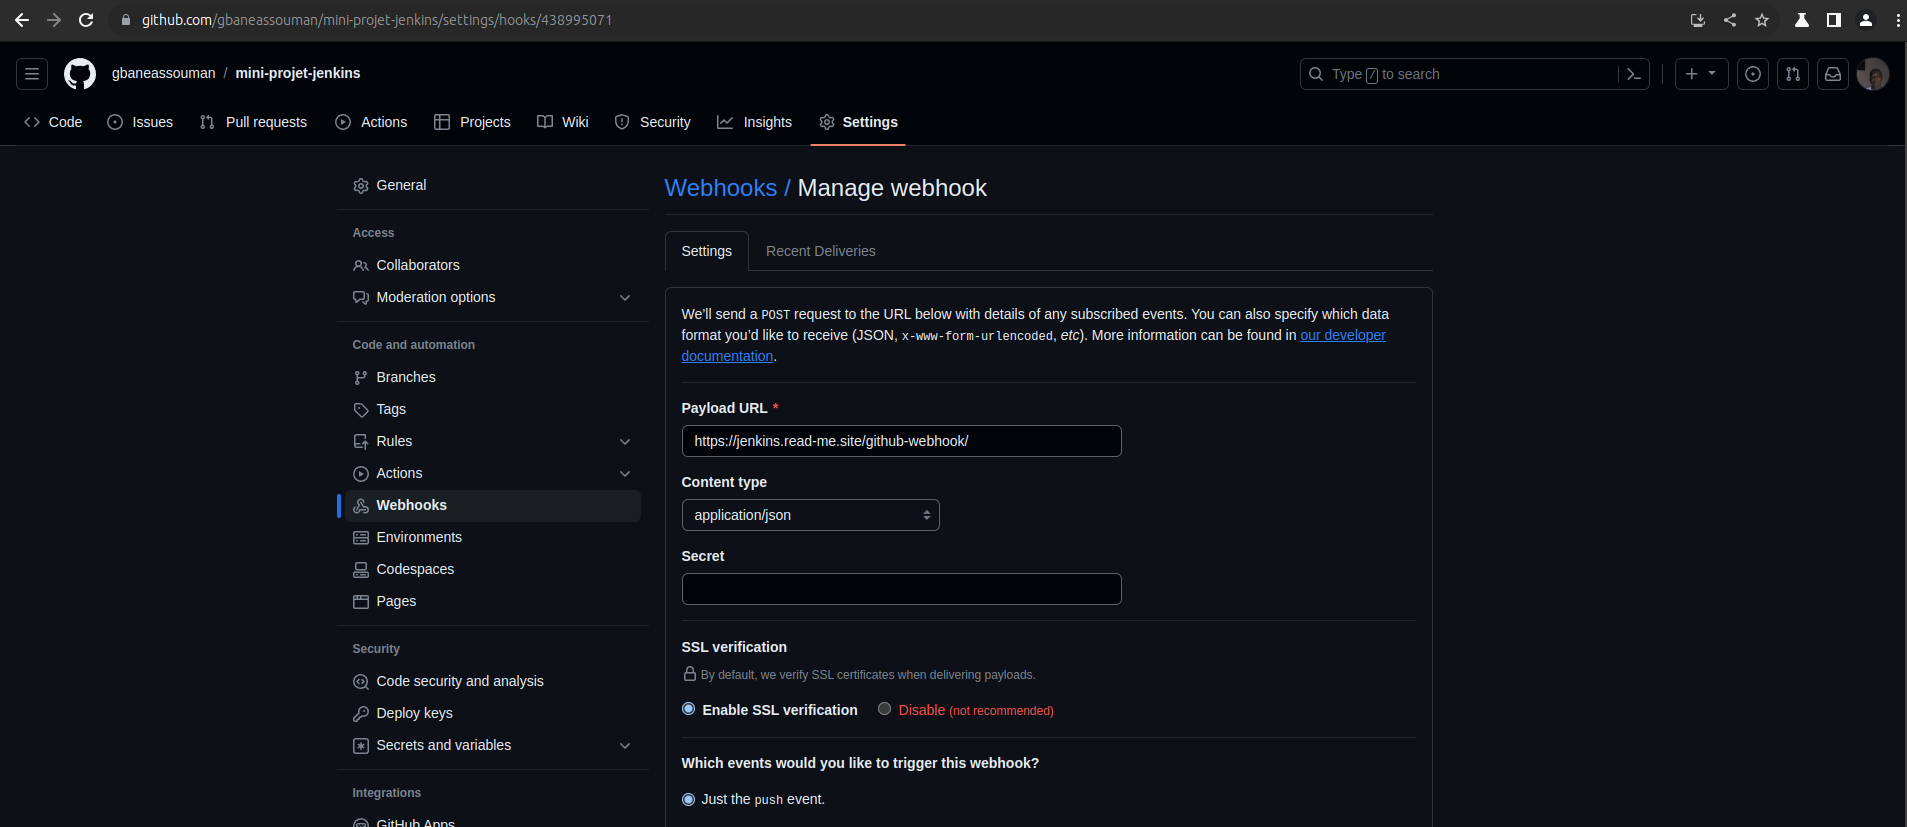 github.com/gbaneassouman/mini-projet-jenkins/settings/hooks/438995071
gbaneassouman / mini-projet-jenkins
Type / to search
Code Issues Pull requests Actions Projects Wiki Security Insights Settings
General
Access
Collaborators
Moderation options
Code and automation
Branches
Tags
Rules
Actions
Webhooks
Environments
Codespaces
Pages
Security
Code security and analysis
Deploy keys
Secrets and variables
Integrations
GitHub Apps
Webhooks / Manage webhook
Settings Recent Deliveries
We’ll send a POST request to the URL below with details of any subscribed events. You can also specify which data
format you’d like to receive (JSON, x-www-form-urlencoded, etc). More information can be found in our developer
documentation.
Payload URL *
https://jenkins.read-me.site/github-webhook/
Content type
application/json
Secret
SSL verification
By default, we verify SSL certificates when delivering payloads.
Enable SSL verification Disable (not recommended)
Which events would you like to trigger this webhook?
Just the push event.